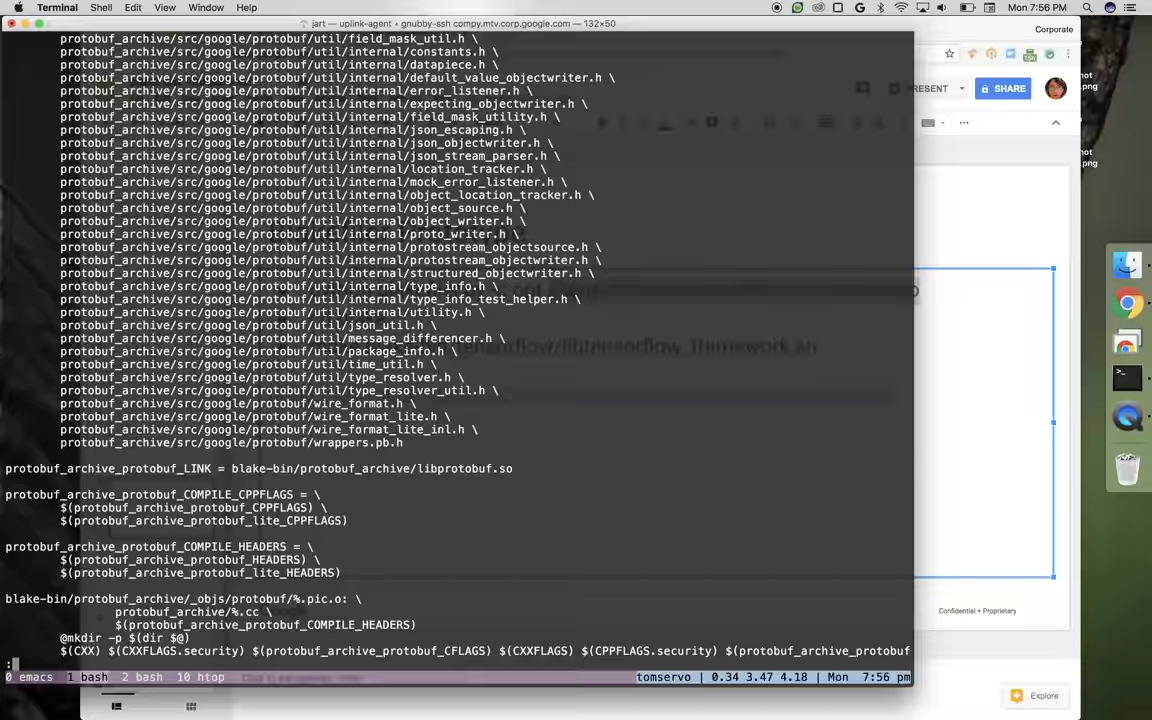 Terminal Shell Edit View Window Help
Mon 7:56 PM
jart — uplink-agent • gnubby-ssh compy.mtv.corp.google.com — 132×50
Corporate
protobuf_archive/src/google/protobuf/util/field_mask_util.h \
protobuf_archive/src/google/protobuf/util/internal/constants.h \
protobuf_archive/src/google/protobuf/util/internal/datapiece.h \
protobuf_archive/src/google/protobuf/util/internal/default_value_objectwriter.h \
protobuf_archive/src/google/protobuf/util/internal/error_listener.h \
protobuf_archive/src/google/protobuf/util/internal/expecting_objectwriter.h \
protobuf_archive/src/google/protobuf/util/internal/field_mask_utility.h \
protobuf_archive/src/google/protobuf/util/internal/json_escaping.h \
protobuf_archive/src/google/protobuf/util/internal/json_objectwriter.h \
protobuf_archive/src/google/protobuf/util/internal/json_stream_parser.h \
protobuf_archive/src/google/protobuf/util/internal/location_tracker.h \
protobuf_archive/src/google/protobuf/util/internal/mock_error_listener.h \
protobuf_archive/src/google/protobuf/util/internal/object_location_tracker.h \
protobuf_archive/src/google/protobuf/util/internal/object_source.h \
protobuf_archive/src/google/protobuf/util/internal/object_writer.h \
protobuf_archive/src/google/protobuf/util/internal/proto_writer.h \
protobuf_archive/src/google/protobuf/util/internal/protostream_objectsource.h \
protobuf_archive/src/google/protobuf/util/internal/protostream_objectwriter.h \
protobuf_archive/src/google/protobuf/util/internal/structured_objectwriter.h \
protobuf_archive/src/google/protobuf/util/internal/type_info.h \
protobuf_archive/src/google/protobuf/util/internal/type_info_test_helper.h \
protobuf_archive/src/google/protobuf/util/internal/utility.h \
protobuf_archive/src/google/protobuf/util/json_util.h \
protobuf_archive/src/google/protobuf/util/message_differencer.h \
protobuf_archive/src/google/protobuf/util/package_info.h \
protobuf_archive/src/google/protobuf/util/time_util.h \
protobuf_archive/src/google/protobuf/util/type_resolver.h \
protobuf_archive/src/google/protobuf/util/type_resolver_util.h \
protobuf_archive/src/google/protobuf/wire_format.h \
protobuf_archive/src/google/protobuf/wire_format_lite.h \
protobuf_archive/src/google/protobuf/wire_format_lite_inl.h \
protobuf_archive/src/google/protobuf/wrappers.pb.h
protobuf_archive_protobuf_LINK = blake-bin/protobuf_archive/libprotobuf.so
protobuf_archive_protobuf_COMPILE_CPPFLAGS = \
$(protobuf_archive_protobuf_CPPFLAGS) \
$(protobuf_archive_protobuf_lite_CPPFLAGS)
protobuf_archive_protobuf_COMPILE_HEADERS = \
$(protobuf_archive_protobuf_HEADERS) \
$(protobuf_archive_protobuf_lite_HEADERS)
blake-bin/protobuf_archive/_objs/protobuf/%.pic.o: \
protobuf_archive/%.cc \
$(protobuf_archive_protobuf_COMPILE_HEADERS)
@mkdir -p $(dir $@)
$(CXX) $(CXXFLAGS.security) $(protobuf_archive_protobuf_CFLAGS) $(CXXFLAGS) $(CPPFLAGS.security) $(protobuf_archive_protobuf
:
0 emacs 1 bash 2 bash 10 htop
tomservo | 0.34 3.47 4.18 | Mon 7:56 pm
PRESENT
SHARE
Confidential + Proprietary
Explore